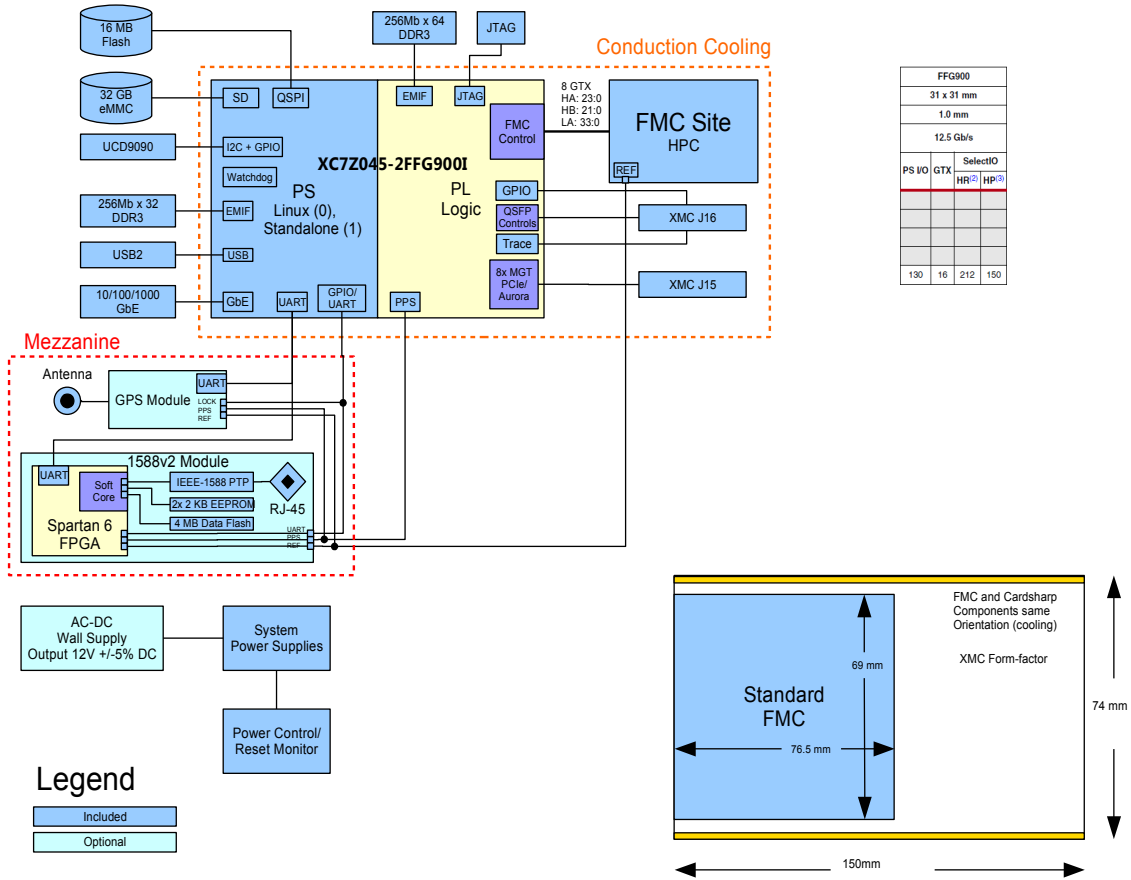 16 MB
Flash
32 GB
eMMC
UCD9090
256Mb x 32
DDR3
USB2
10/100/1000
GbE
256Mb x 64
DDR3
JTAG
Conduction Cooling
SD
QSPI
I2C + GPIO
Watchdog
EMIF
USB
GbE
UART
GPIO/
UART
XC7Z045-2FFG900I
PS
Linux (0),
Standalone (1)
EMIF
JTAG
FMC
Control
PL
Logic
GPIO
QSFP
Controls
Trace
8x MGT
PCIe/
Aurora
PPS
8 GTX
HA: 23:0
HB: 21:0
LA: 33:0
FMC Site
HPC
REF
XMC J16
XMC J15
FFG900
31 x 31 mm
1.0 mm
12.5 Gb/s
PS I/O
GTX
SelectIO
HR(2)
HP(3)
130 16 212 150
Mezzanine
Antenna
GPS Module
UART
LOCK
PPS
REF
1588v2 Module
UART
Soft
Core
Spartan 6
FPGA
IEEE-1588 PTP
2x 2 KB EEPROM
4 MB Data Flash
RJ-45
UART
PPS
REF
AC-DC
Wall Supply
Output 12V +/-5% DC
System
Power Supplies
Power Control/
Reset Monitor
Legend
Included
Optional
FMC and Cardsharp
Components same
Orientation (cooling)
XMC Form-factor
Standard
FMC
69 mm
76.5 mm
74 mm
150mm